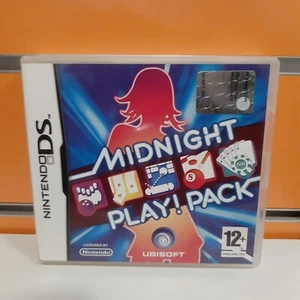 NINTENDO DS
MIDNIGHT
PLAY! PACK
LICENSED BY
Nintendo
UBISOFT
12+